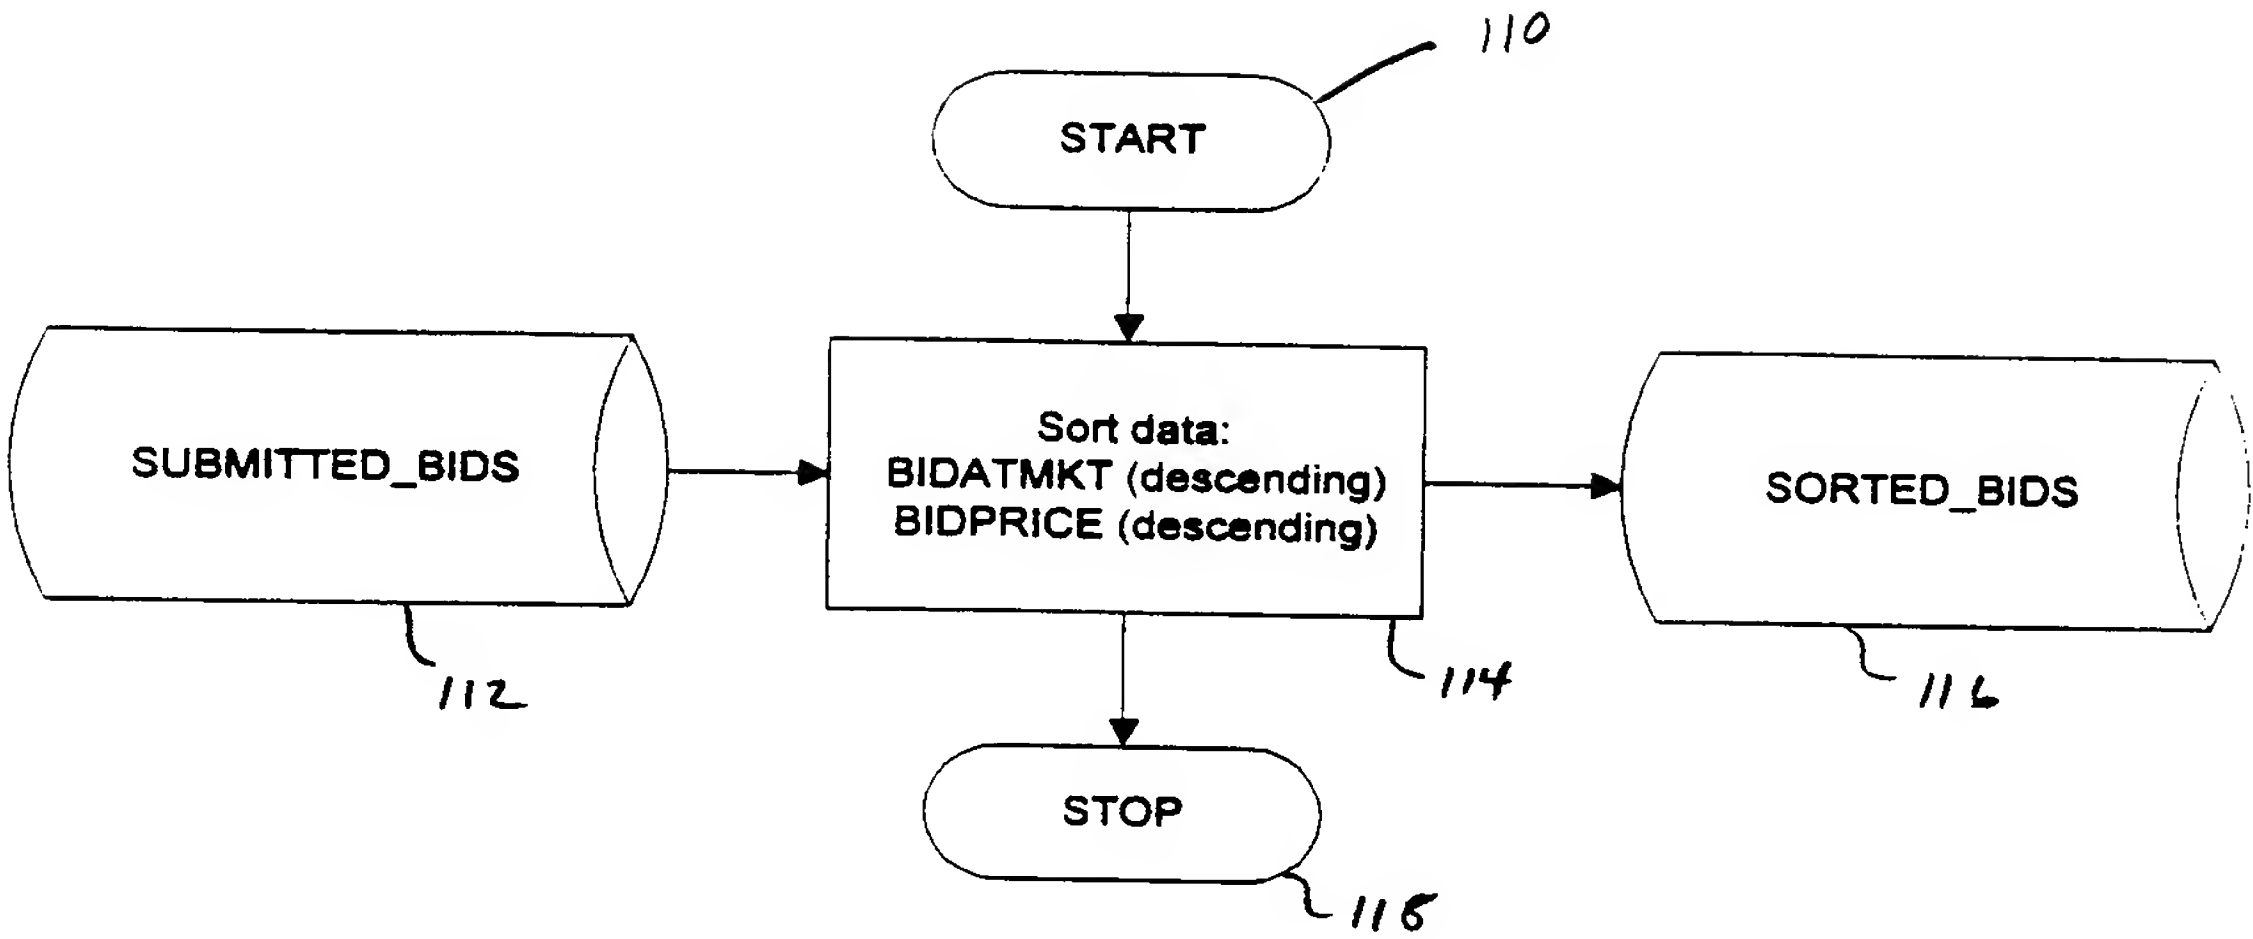 110
START
SUBMITTED_BIDS
Sort data:
BIDATMKT (descending)
BIDPRICE (descending)
SORTED_BIDS
112
114
116
STOP
118